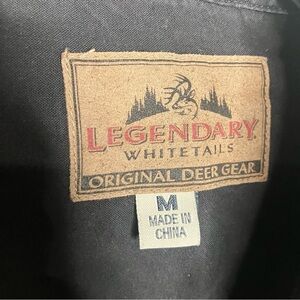 LEGENDARY
WHITETAILS
ORIGINAL DEER GEAR
M
MADE IN
CHINA